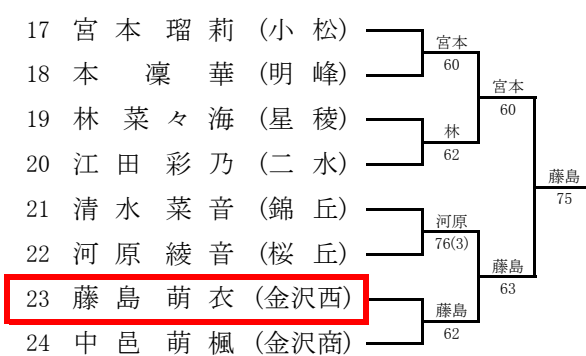 17 宮本 瑠莉 (小松)
18 本 凜華 (明峰)
19 林 菜々海 (星稜)
20 江田 彩乃 (二水)
21 清水 菜音 (錦丘)
22 河原 綾音 (桜丘)
23 藤島 萌衣 (金沢西)
24 中邑 萌楓 (金沢商)
宮本
60
林
62
河原
76(3)
藤島
62
宮本
60
藤島
63
藤島
75